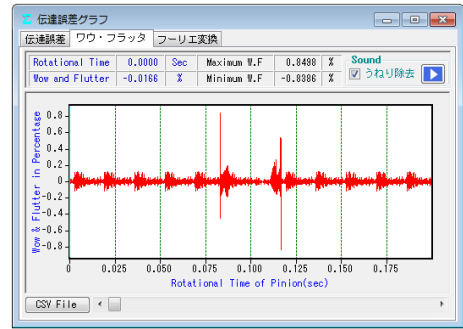 伝達誤差グラフ
伝達誤差 ワウ・フラッタ フーリエ変換
Rotational Time 0.0000 Sec Maximum W.F 0.8498 %
Wow and Flutter -0.0166 % Minimum W.F -0.8386 %
Sound
うねり除去
Wow & Flutter in Percentage
0.8
0.6
0.4
0.2
0
-0.2
-0.4
-0.6
-0.8
0 0.025 0.050 0.075 0.100 0.125 0.150 0.175
Rotational Time of Pinion(sec)
CSV File